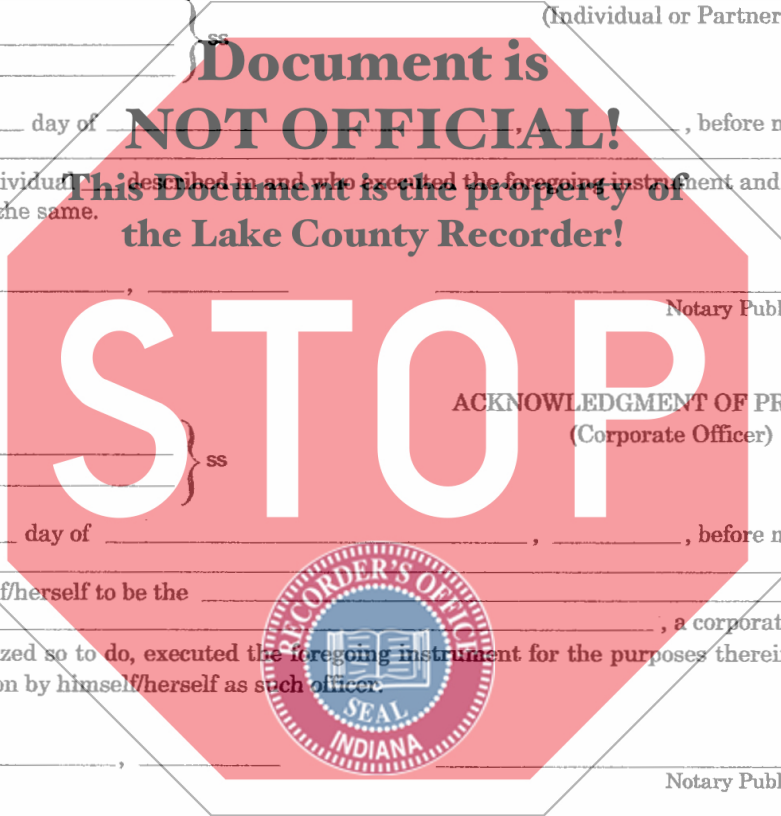 (Individual or Partner
ss
Document is
day of , , before
NOT OFFICIAL!
ividual described in and who executed the foregoing instrument and
This Document is the property of
the same.
the Lake County Recorder!
,
Notary Publ
STOP
ACKNOWLEDGMENT OF PR
(Corporate Officer)
ss
day of , , before
f/herself to be the
, a corporat
zed so to do, executed the foregoing instrument for the purposes therei
on by himself/herself as such officer.
RECORDER'S OFFICE
SEAL
INDIANA
,
Notary Publ